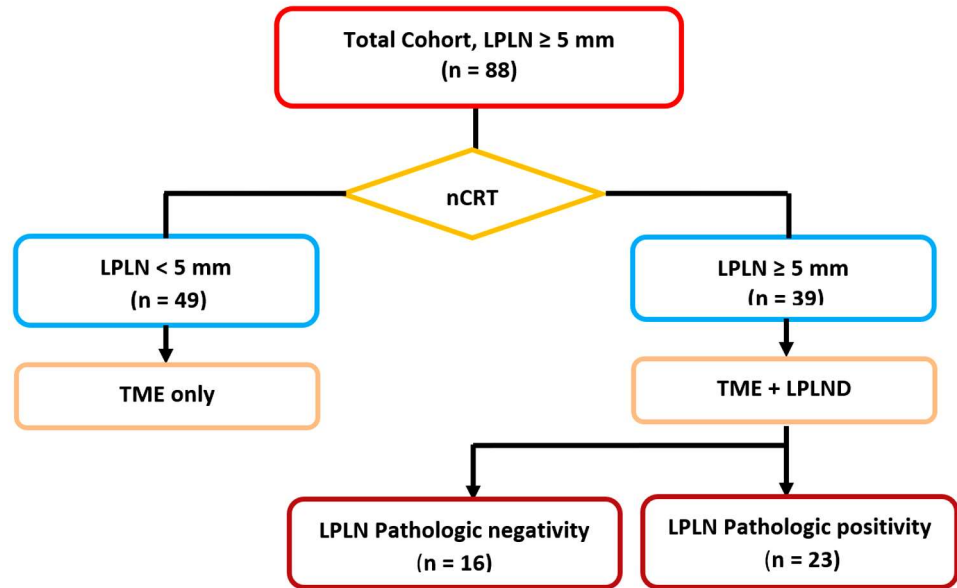 Total Cohort, LPLN ≥ 5 mm
(n = 88)
nCRT
LPLN < 5 mm
(n = 49)
LPLN ≥ 5 mm
(n = 39)
TME only
TME + LPLND
LPLN Pathologic negativity
(n = 16)
LPLN Pathologic positivity
(n = 23)